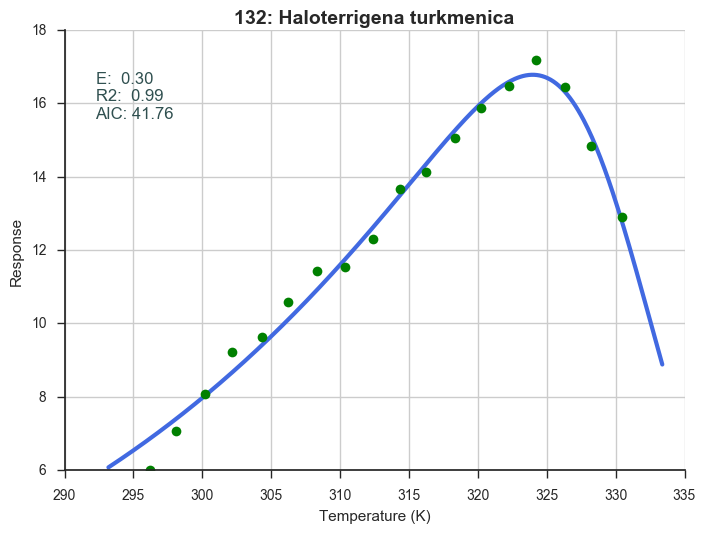 132: Haloterrigena turkmenica
18
16
14
12
10
8
6
E: 0.30
R2: 0.99
AIC: 41.76
Response
290 295 300 305 310 315 320 325 330 335
Temperature (K)